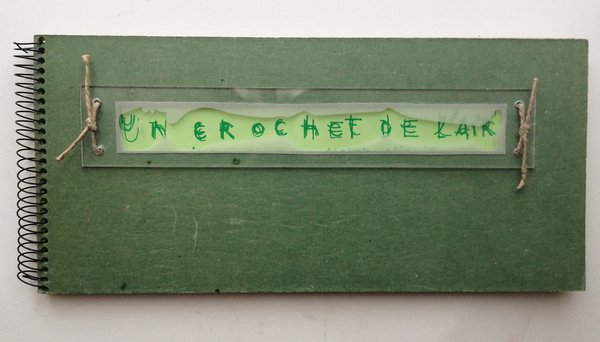 UN CROCHET DE LAIR